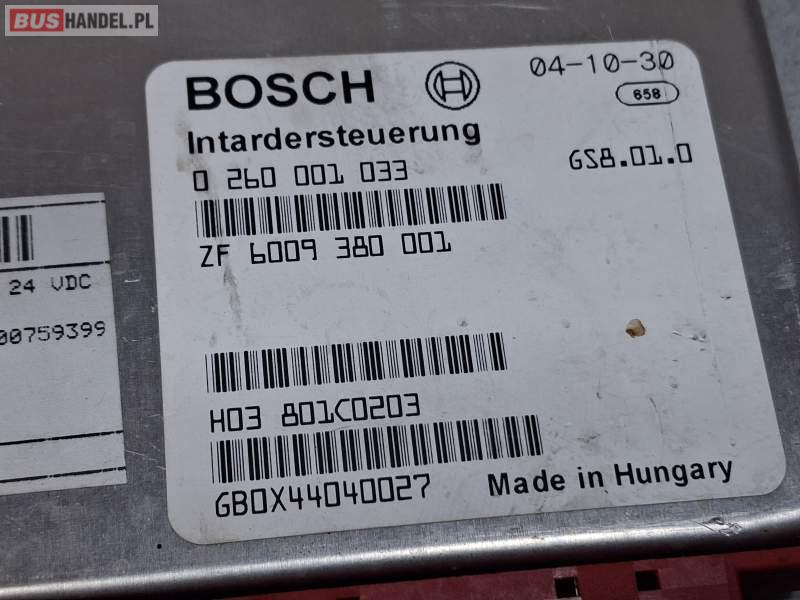 BUSHANDEL.PL
BOSCH
04-10-30
658
Intardersteuerung
0 260 001 033
GS8.01.0
ZF 6009 380 001
24 VDC
00759399
H03 801C0203
GB0X44040027
Made in Hungary